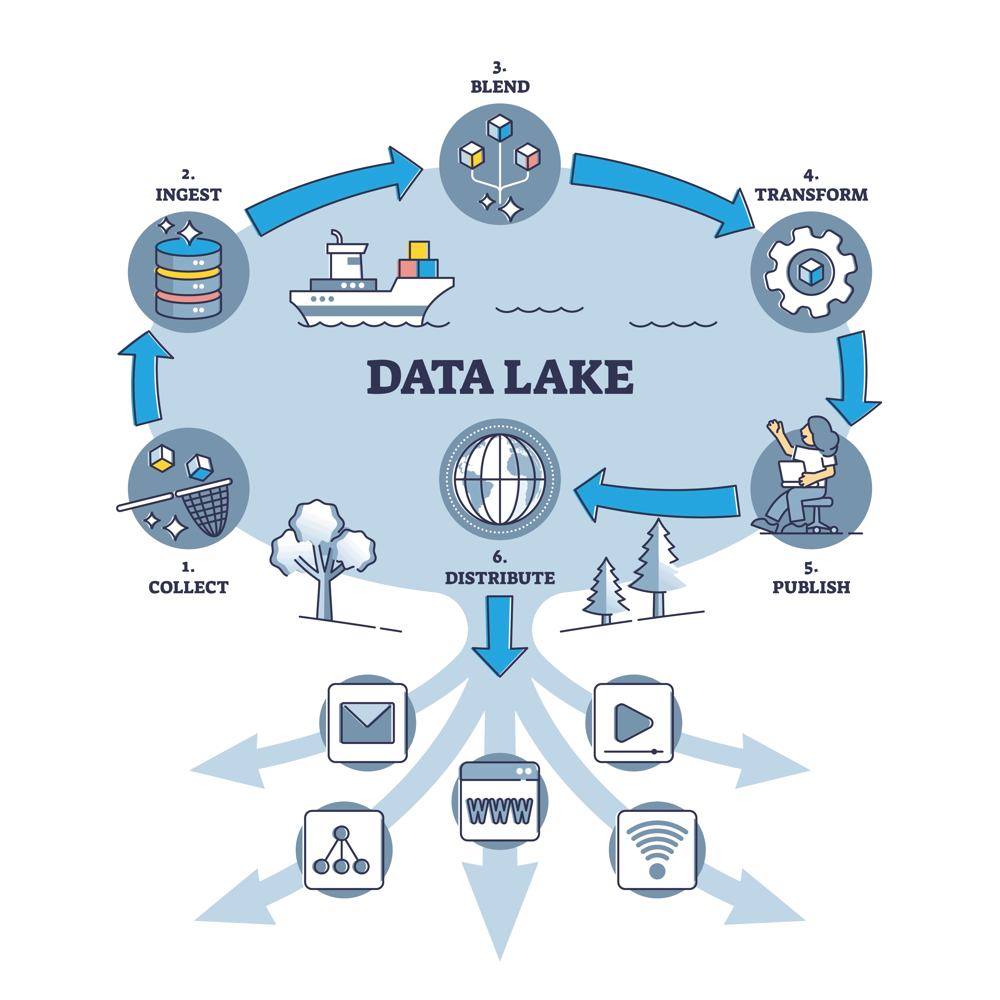 3.
BLEND
2.
INGEST
4.
TRANSFORM
DATA LAKE
1.
COLLECT
6.
DISTRIBUTE
5.
PUBLISH
WWW